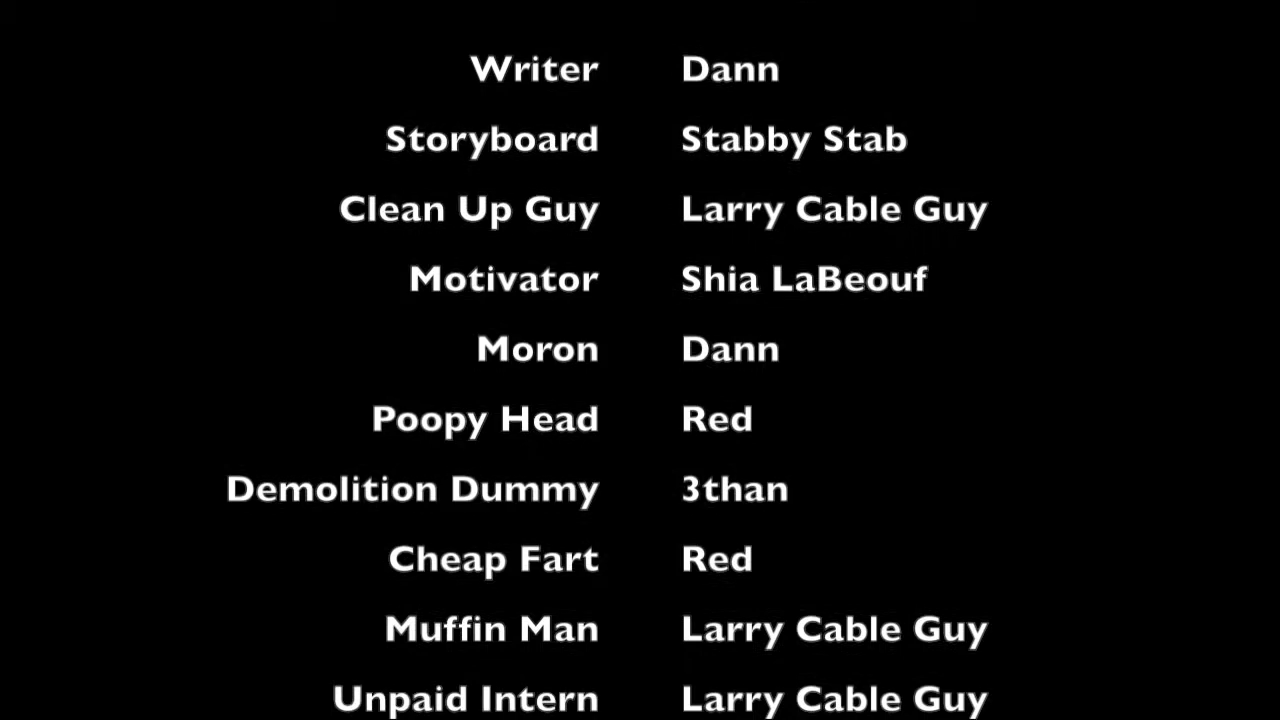 Writer Dann
Storyboard Stabby Stab
Clean Up Guy Larry Cable Guy
Motivator Shia LaBeouf
Moron Dann
Poopy Head Red
Demolition Dummy 3than
Cheap Fart Red
Muffin Man Larry Cable Guy
Unpaid Intern Larry Cable Guy